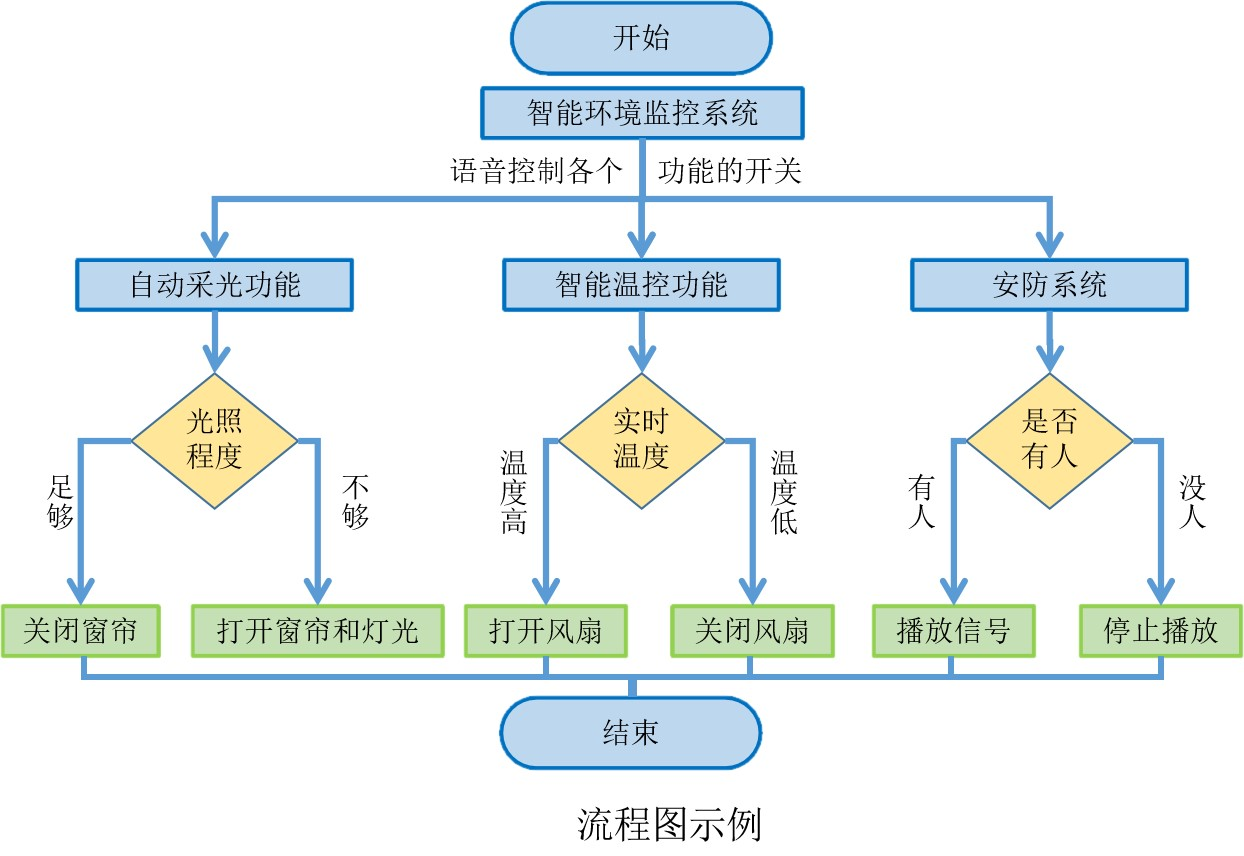 开始
智能环境监控系统
语音控制各个 功能的开关
自动采光功能
智能温控功能
安防系统
光照
程度
实时
温度
是否
有人
足够
不够
温度高
温度低
有人
没人
关闭窗帘
打开窗帘和灯光
打开风扇
关闭风扇
播放信号
停止播放
结束
流程图示例